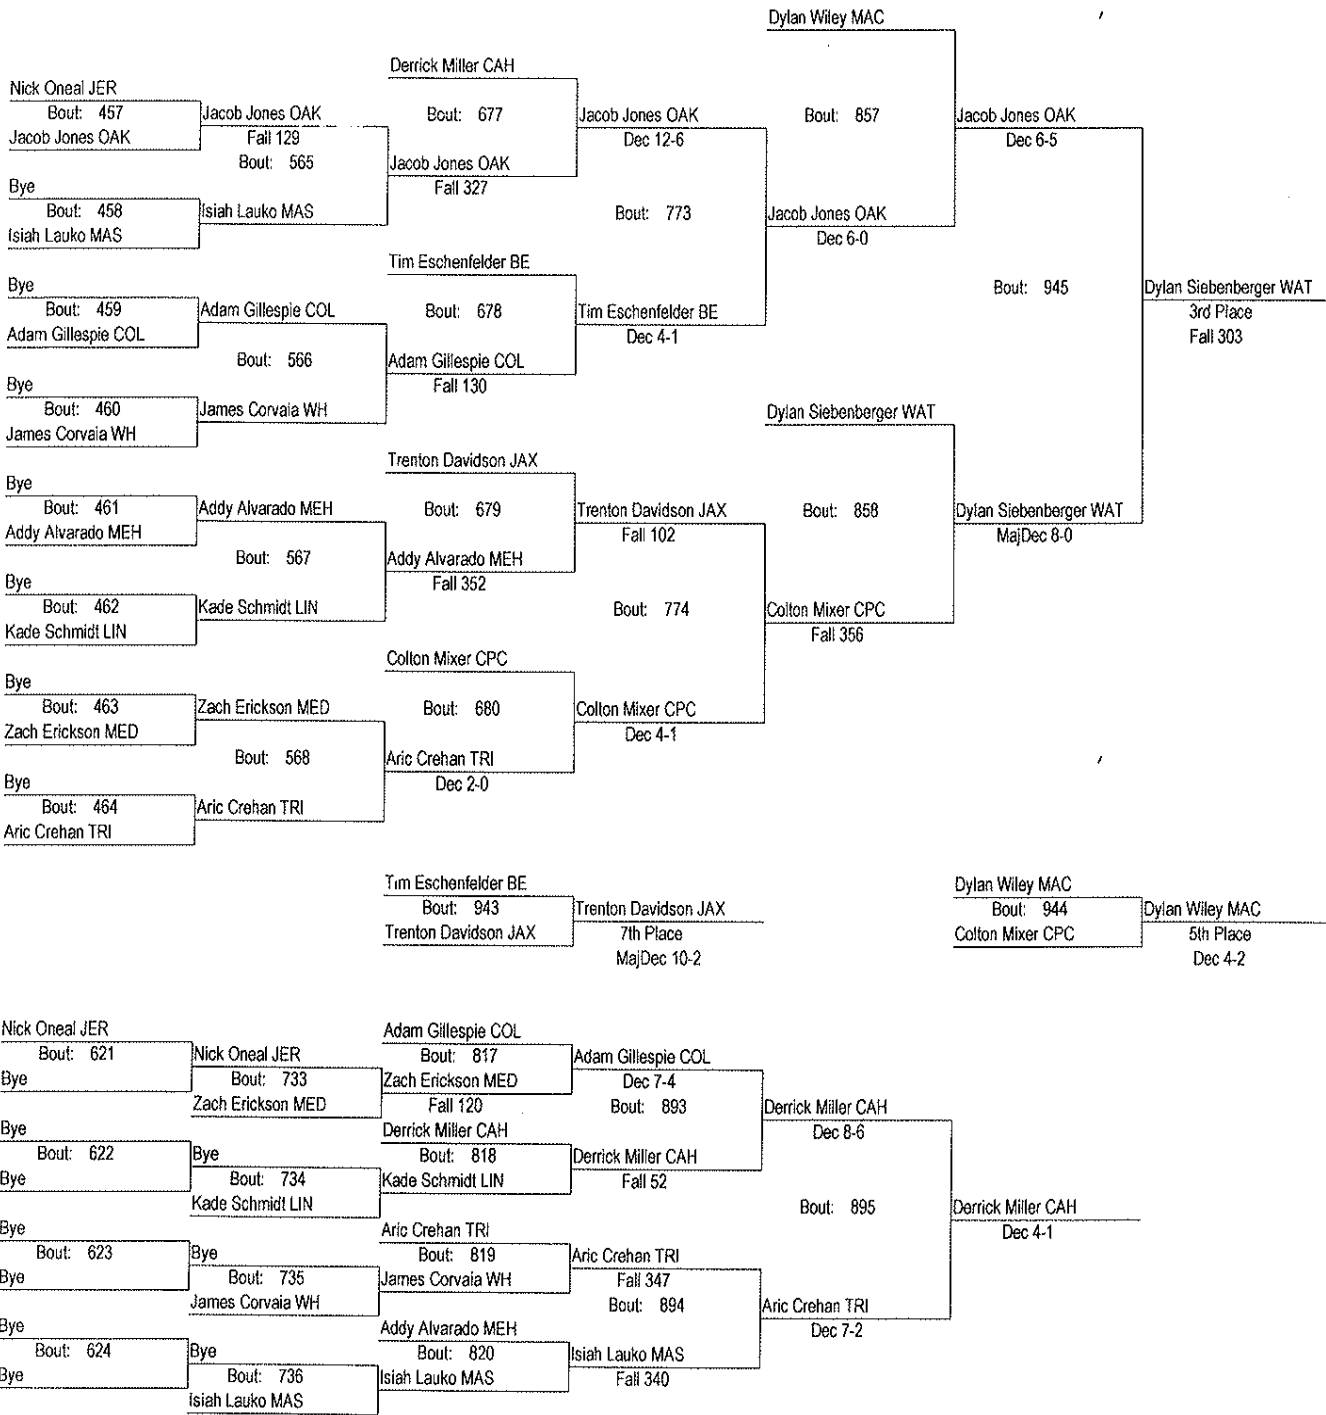 Dylan Wiley MAC
Derrick Miller CAH
Nick Oneal JER
Bout: 457
Jacob Jones OAK
Jacob Jones OAK
Fall 129
Bout: 565
Bout: 677
Jacob Jones OAK
Dec 12-6
Bout: 857
Jacob Jones OAK
Dec 6-5
Jacob Jones OAK
Fall 327
Bye
Bout: 458
Isiah Lauko MAS
Isiah Lauko MAS
Bout: 773
Jacob Jones OAK
Dec 6-0
Tim Eschenfelder BE
Bye
Bout: 459
Adam Gillespie COL
Adam Gillespie COL
Bout: 678
Tim Eschenfelder BE
Dec 4-1
Bout: 945
Dylan Siebenberger WAT
3rd Place
Fall 303
Bout: 566
Adam Gillespie COL
Fall 130
Bye
Bout: 460
James Corvaia WH
James Corvaia WH
Dylan Siebenberger WAT
Trenton Davidson JAX
Bye
Bout: 461
Addy Alvarado MEH
Addy Alvarado MEH
Bout: 679
Trenton Davidson JAX
Fall 102
Bout: 858
Dylan Siebenberger WAT
MajDec 8-0
Bout: 567
Addy Alvarado MEH
Fall 352
Bye
Bout: 462
Kade Schmidt LIN
Kade Schmidt LIN
Bout: 774
Colton Mixer CPC
Fall 356
Colton Mixer CPC
Bye
Bout: 463
Zach Erickson MED
Zach Erickson MED
Bout: 680
Colton Mixer CPC
Dec 4-1
Bout: 568
Aric Crehan TRI
Dec 2-0
Bye
Bout: 464
Aric Crehan TRI
Aric Crehan TRI
Tim Eschenfelder BE
Bout: 943
Trenton Davidson JAX
Trenton Davidson JAX
7th Place
MajDec 10-2
Dylan Wiley MAC
Bout: 944
Colton Mixer CPC
Dylan Wiley MAC
5th Place
Dec 4-2
Nick Oneal JER
Bout: 621
Bye
Nick Oneal JER
Bout: 733
Zach Erickson MED
Adam Gillespie COL
Bout: 817
Zach Erickson MED
Fall 120
Adam Gillespie COL
Dec 7-4
Bout: 893
Derrick Miller CAH
Dec 8-6
Bye
Bout: 622
Bye
Bye
Bout: 734
Kade Schmidt LIN
Derrick Miller CAH
Bout: 818
Kade Schmidt LIN
Derrick Miller CAH
Fall 52
Bout: 895
Derrick Miller CAH
Dec 4-1
Bye
Bout: 623
Bye
Bye
Bout: 735
James Corvaia WH
Aric Crehan TRI
Bout: 819
James Corvaia WH
Aric Crehan TRI
Fall 347
Bout: 894
Aric Crehan TRI
Dec 7-2
Bye
Bout: 624
Bye
Bye
Bout: 736
Isiah Lauko MAS
Addy Alvarado MEH
Bout: 820
Isiah Lauko MAS
Isiah Lauko MAS
Fall 340